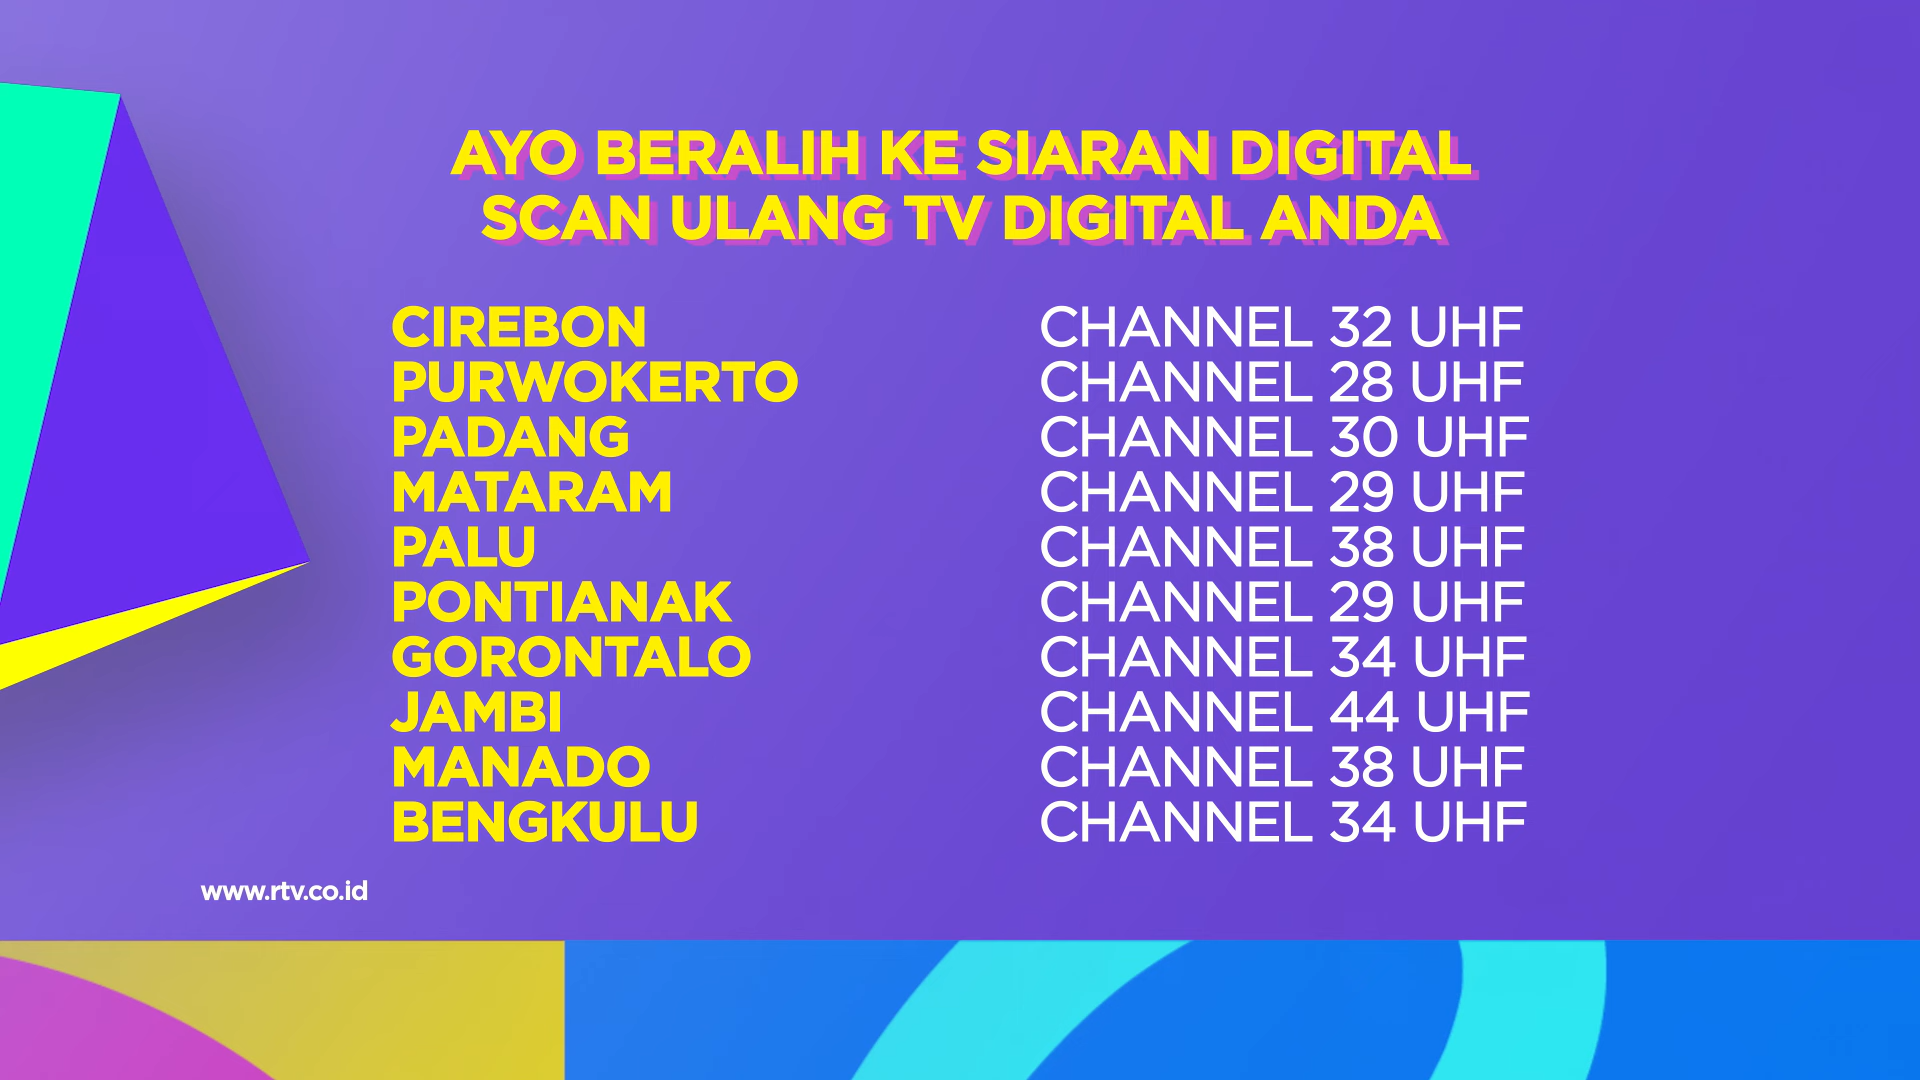 AYO BERALIH KE SIARAN DIGITAL
SCAN ULANG TV DIGITAL ANDA
CIREBON CHANNEL 32 UHF
PURWOKERTO CHANNEL 28 UHF
PADANG CHANNEL 30 UHF
MATARAM CHANNEL 29 UHF
PALU CHANNEL 38 UHF
PONTIANAK CHANNEL 29 UHF
GORONTALO CHANNEL 34 UHF
JAMBI CHANNEL 44 UHF
MANADO CHANNEL 38 UHF
BENGKULU CHANNEL 34 UHF
www.rtv.co.id